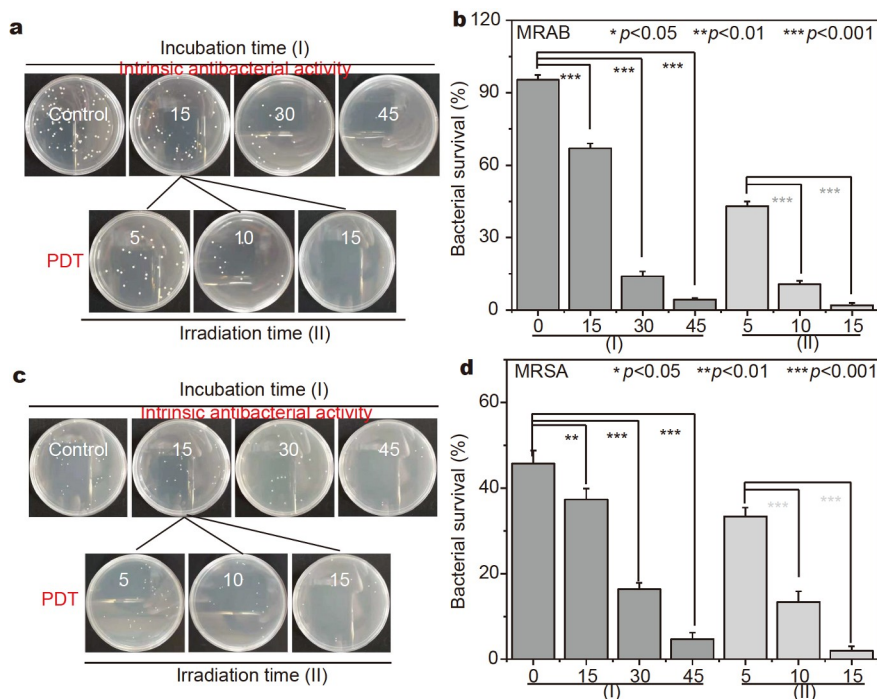 a
Incubation time (I)
Intrinsic antibacterial activity
Control 15 30 45
PDT
5 10 15
Irradiation time (II)
b
MRAB *p<0.05 **p<0.01 ***p<0.001
Bacterial survival (%)
120
90
60
30
0
*** *** ***
*** ***
0 15 30 45 5 10 15
(I) (II)
c
Incubation time (I)
Intrinsic antibacterial activity
Control 15 30 45
PDT
5 10 15
Irradiation time (II)
d
MRSA *p<0.05 **p<0.01 ***p<0.001
Bacterial survival (%)
60
40
20
0
** *** ***
*** ***
0 15 30 45 5 10 15
(I) (II)